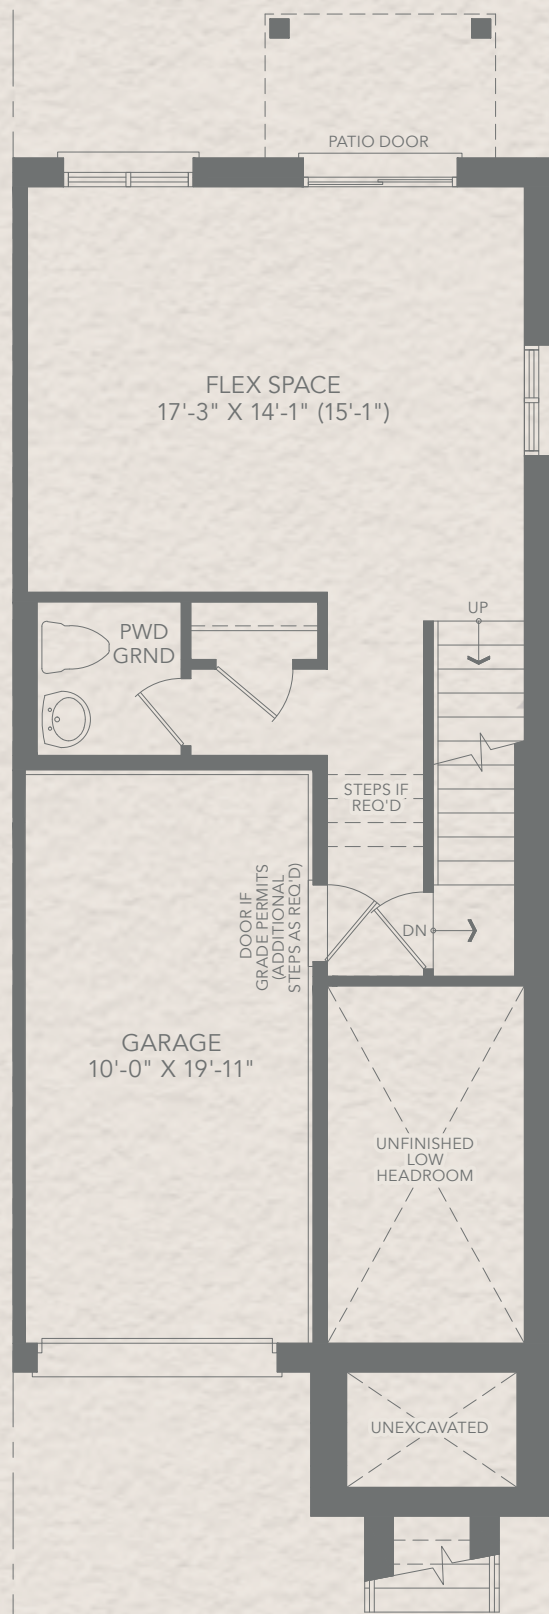 PATIO DOOR
FLEX SPACE
17'-3" X 14'-1" (15'-1")
UP
PWD
GRND
STEPS IF
REQ'D
DOOR IF
GRADE PERMITS
(ADDITIONAL
STEPS AS REQ'D)
DN
GARAGE
10'-0" X 19'-11"
UNFINISHED
LOW
HEADROOM
UNEXCAVATED